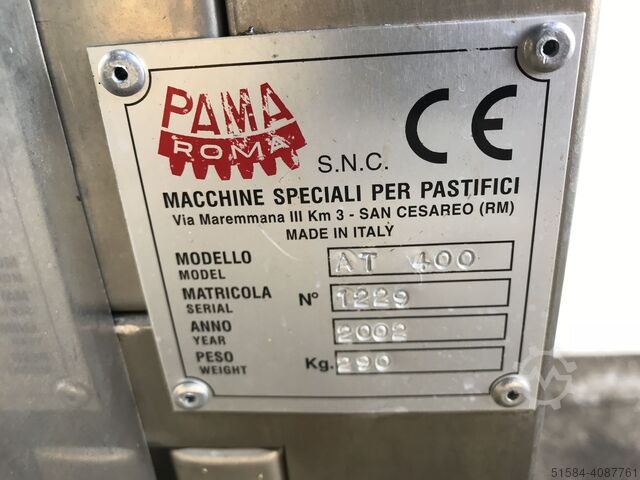 PAMA
ROMA
S.N.C.
CE
MACCHINE SPECIALI PER PASTIFICI
Via Maremmana III Km 3 - SAN CESAREO (RM)
MADE IN ITALY
MODELLO
MODEL
AT 400
MATRICOLA
SERIAL
N° 1229
ANNO
YEAR
2002
PESO
WEIGHT
Kg. 290
51584-4087761